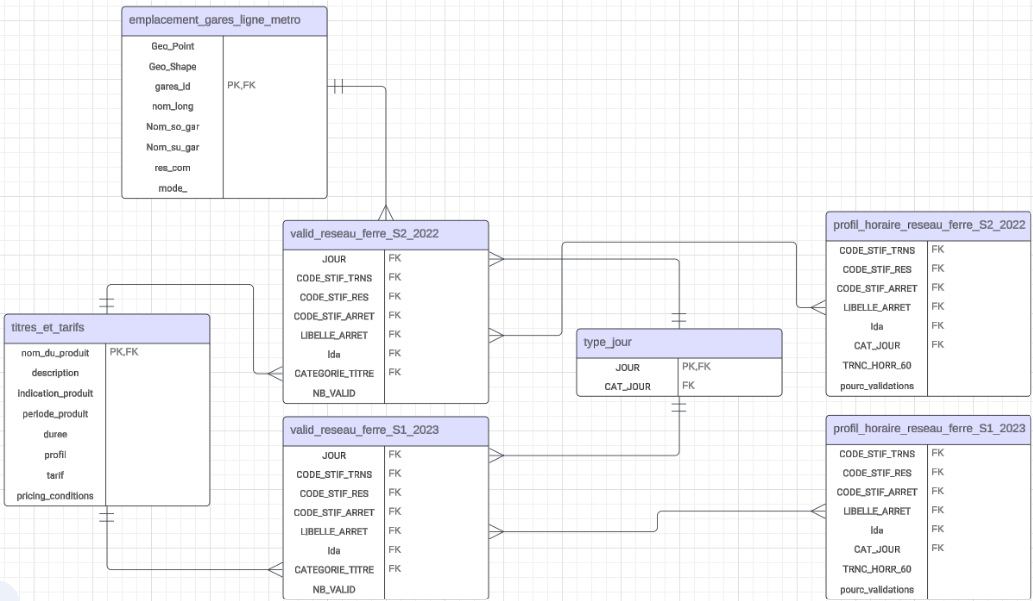 emplacement_gares_ligne_metro
Geo_Point
Geo_Shape
gares_id PK,FK
nom_long
Nom_so_gar
Nom_su_gar
res_com
mode_
valid_reseau_ferre_S2_2022
JOUR FK
CODE_STIF_TRNS FK
CODE_STIF_RES FK
CODE_STIF_ARRET FK
LIBELLE_ARRET FK
Ida FK
CATEGORIE_TITRE FK
NB_VALID
profil_horaire_reseau_ferre_S2_2022
CODE_STIF_TRNS FK
CODE_STIF_RES FK
CODE_STIF_ARRET FK
LIBELLE_ARRET FK
Ida FK
CAT_JOUR FK
TRNC_HORR_60
pourc_validations
titres_et_tarifs
nom_du_produit PK,FK
description
indication_produit
periode_produit
duree
profil
tarif
pricing_conditions
type_jour
JOUR PK,FK
CAT_JOUR FK
valid_reseau_ferre_S1_2023
JOUR FK
CODE_STIF_TRNS FK
CODE_STIF_RES FK
CODE_STIF_ARRET FK
LIBELLE_ARRET FK
Ida FK
CATEGORIE_TITRE FK
NB_VALID
profil_horaire_reseau_ferre_S1_2023
CODE_STIF_TRNS FK
CODE_STIF_RES FK
CODE_STIF_ARRET FK
LIBELLE_ARRET FK
Ida FK
CAT_JOUR FK
TRNC_HORR_60
pourc_validations